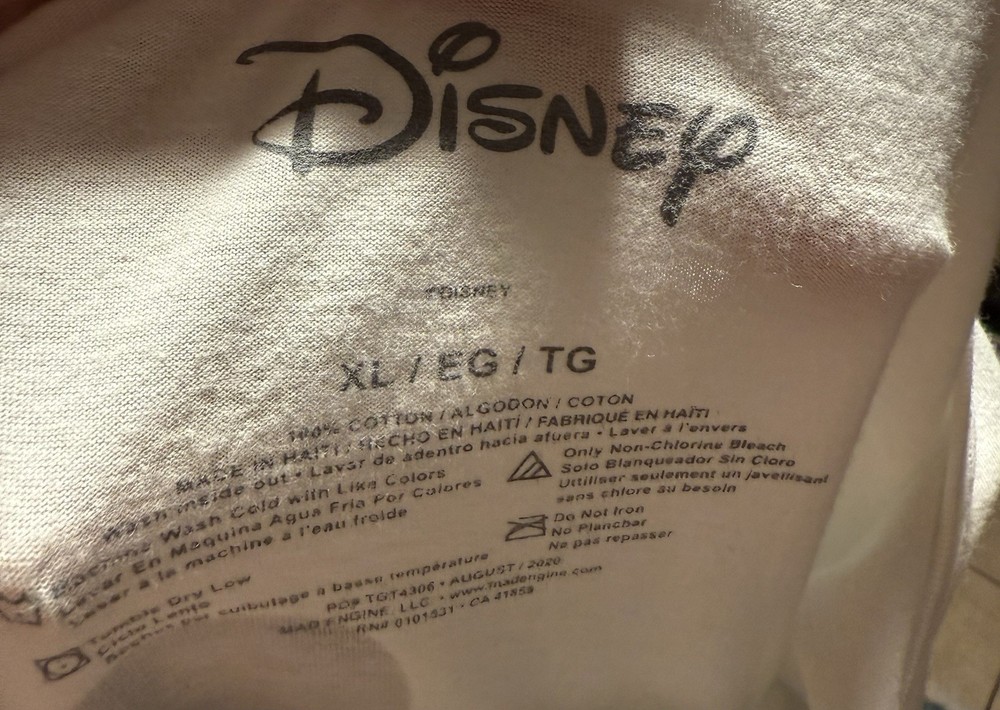 Disney
©DISNEY
XL / EG / TG
100% COTTON / ALGODON / COTON
MADE IN HAITI / HECHO EN HAITÍ / FABRIQUÉ EN HAÏTI
Wash inside out • Lavar de adentro hacia afuera • Laver à l'envers
Machine Wash Cold with Like Colors
Lavar En Maquina Agua Fria Por Colores
Laver à la machine à l'eau froide
Only Non-Chlorine Bleach
Solo Blanqueador Sin Cloro
Utiliser seulement un javellisant
sans chlore au besoin
Do Not Iron
No Planchar
Ne pas repasser
Tumble Dry Low
Ciclo Lento
Sécher par culbutage à basse température
PO# TGT4306 • AUGUST / 2020
MAD ENGINE, LLC • www.madengine.com
RN# 0101531 • CA 41859